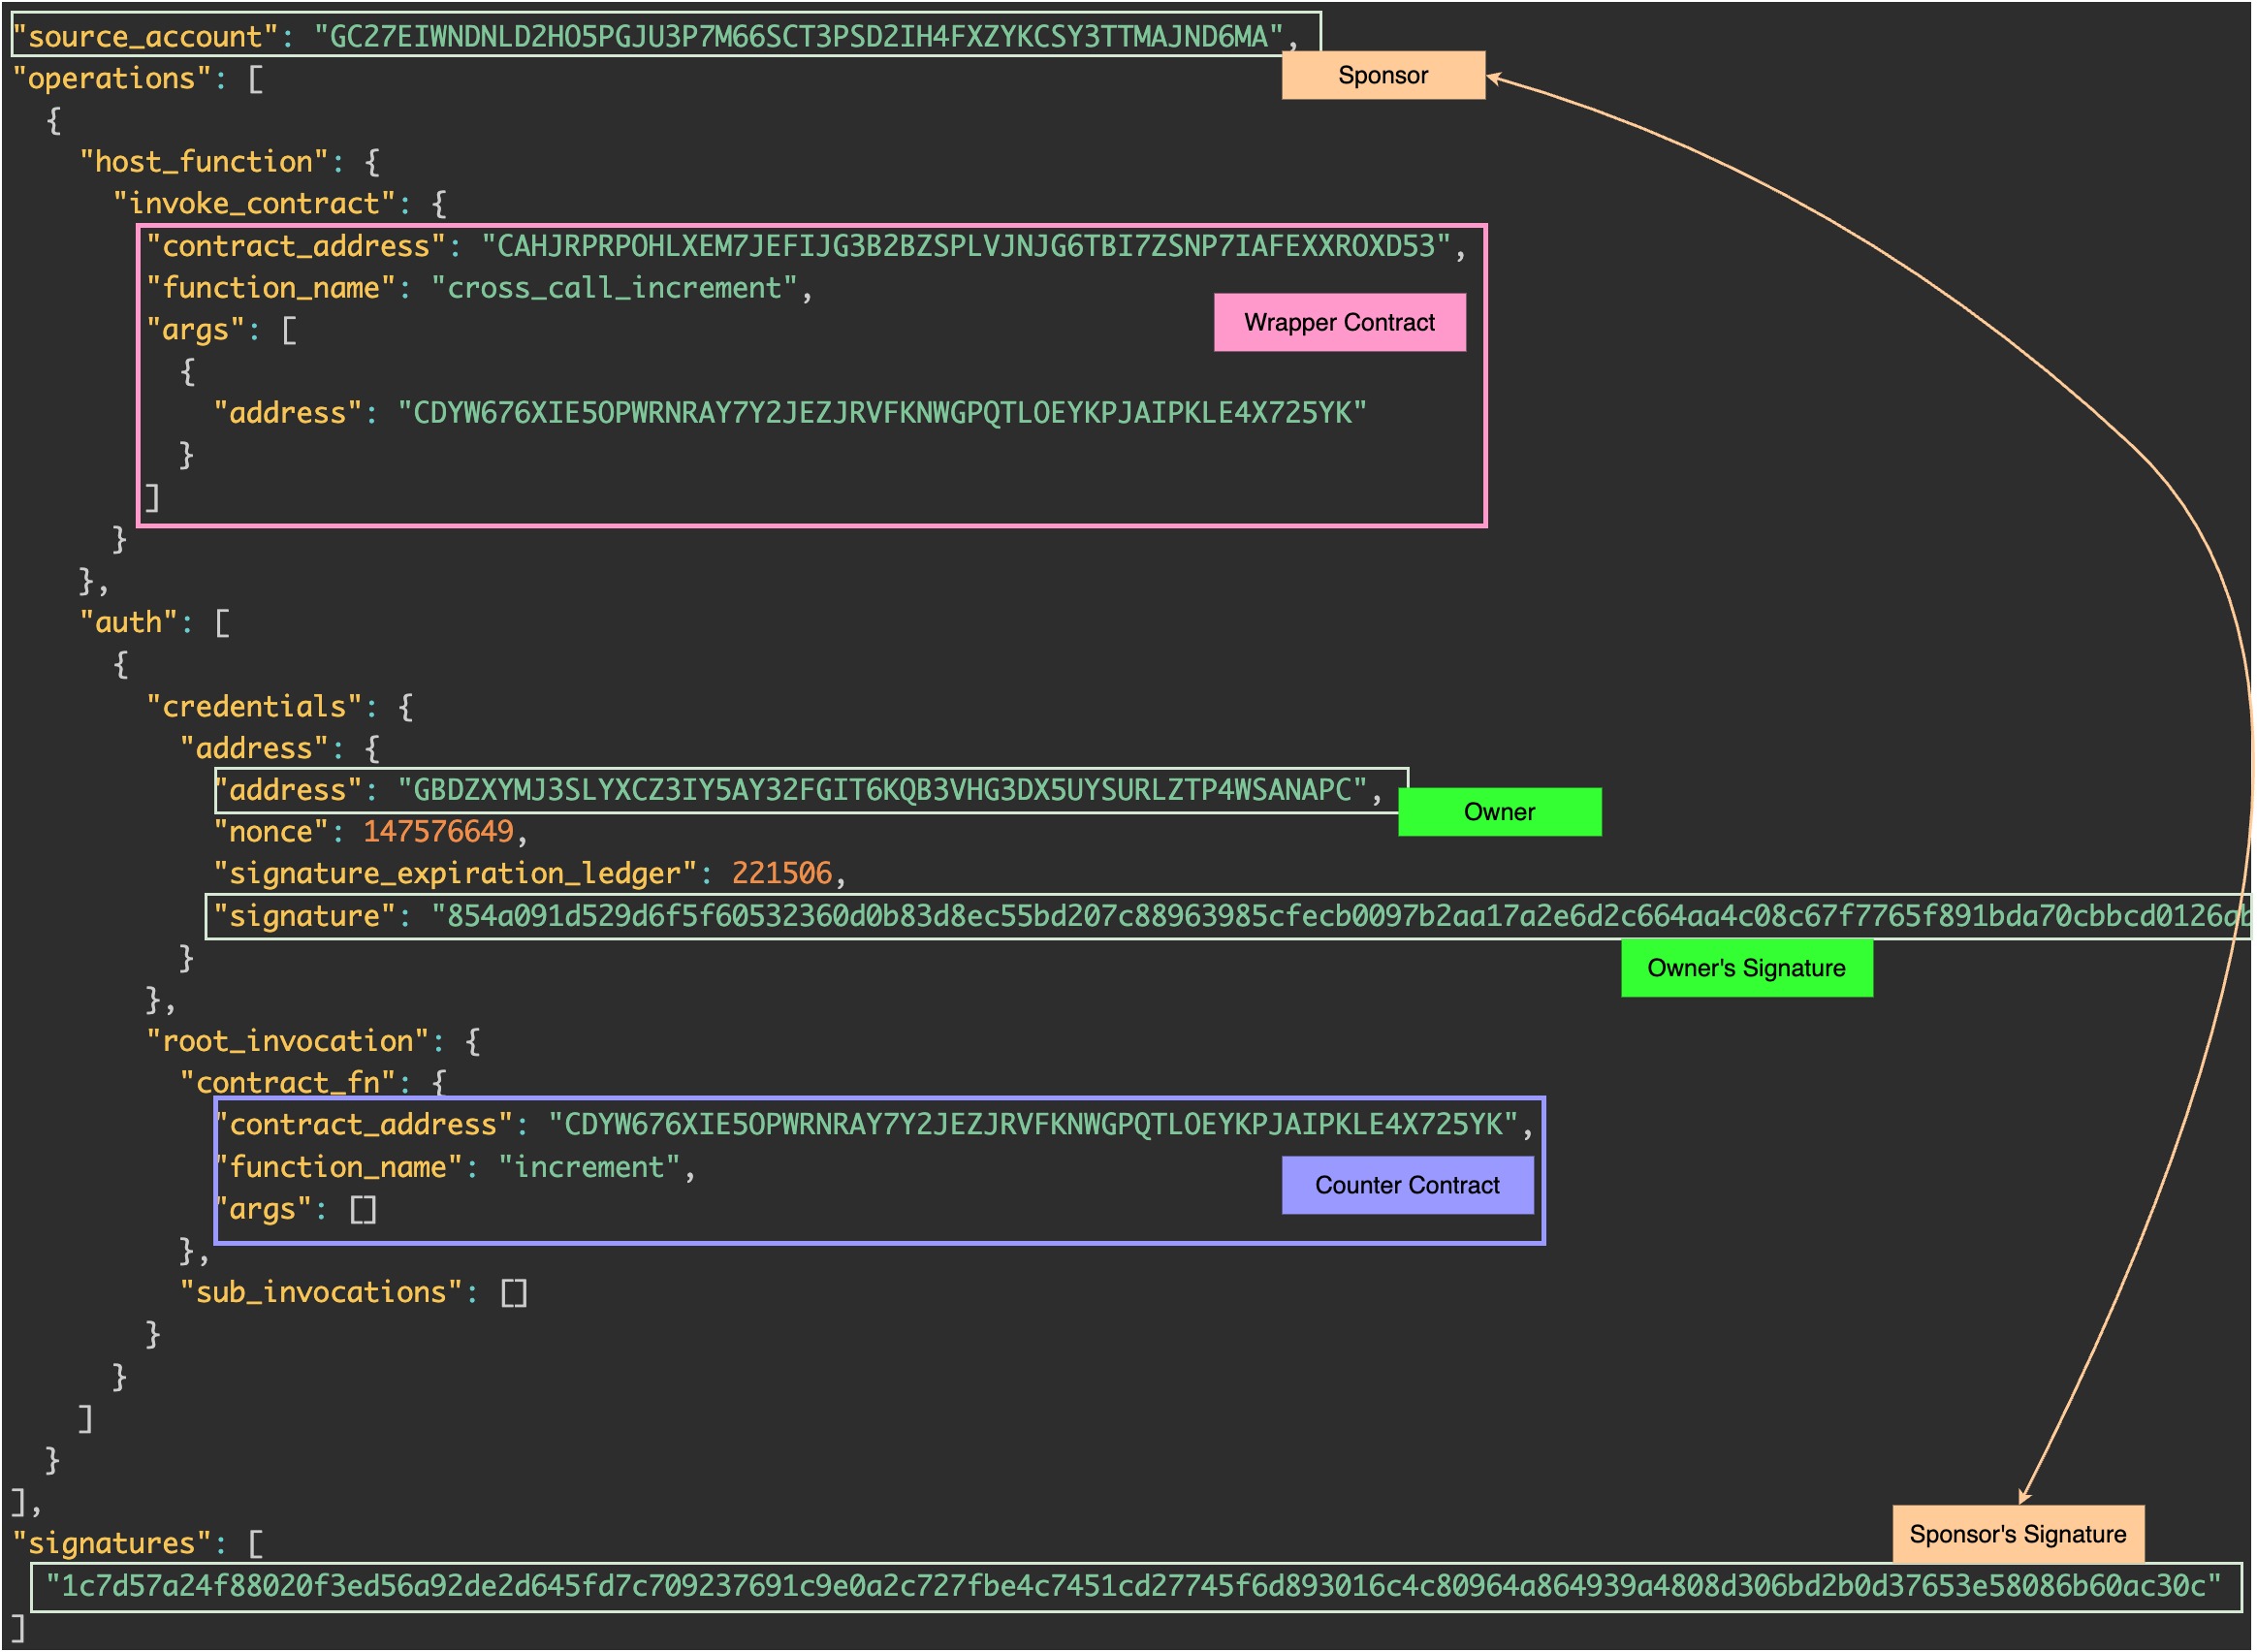 "source_account": "GC27EIWNDNLD2HO5PGJU3P7M66SCT3PSD2IH4FXZYKCSY3TTMAJND6MA",
Sponsor
"operations": [
{
"host_function": {
"invoke_contract": {
"contract_address": "CAHJRPRPOHLXEM7JEFIJG3B2BZSPLVJNJG6TBI7ZSNP7IAFEXXROXD53",
"function_name": "cross_call_increment",
Wrapper Contract
"args": [
{
"address": "CDYW676XIE5OPWRNRAY7Y2JEZJRVFKNWGPQTLOEYKPJAIPKLE4X725YK"
}
]
}
},
"auth": [
{
"credentials": {
"address": {
"address": "GBDZXYMJ3SLYXCZ3IY5AY32FGIT6KQB3VHG3DX5UYSURLZTP4WSANAPC",
Owner
"nonce": 147576649,
"signature_expiration_ledger": 221506,
"signature": "854a091d529d6f5f60532360d0b83d8ec55bd207c88963985cfecb0097b2aa17a2e6d2c664aa4c08c67f7765f891bda70cbbcd0126ab
Owner's Signature
}
},
"root_invocation": {
"contract_fn": {
"contract_address": "CDYW676XIE5OPWRNRAY7Y2JEZJRVFKNWGPQTLOEYKPJAIPKLE4X725YK",
"function_name": "increment",
Counter Contract
"args": []
},
"sub_invocations": []
}
}
]
}
],
Sponsor's Signature
"signatures": [
"1c7d57a24f88020f3ed56a92de2d645fd7c709237691c9e0a2c727fbe4c7451cd27745f6d893016c4c80964a864939a4808d306bd2b0d37653e58086b60ac30c"
]